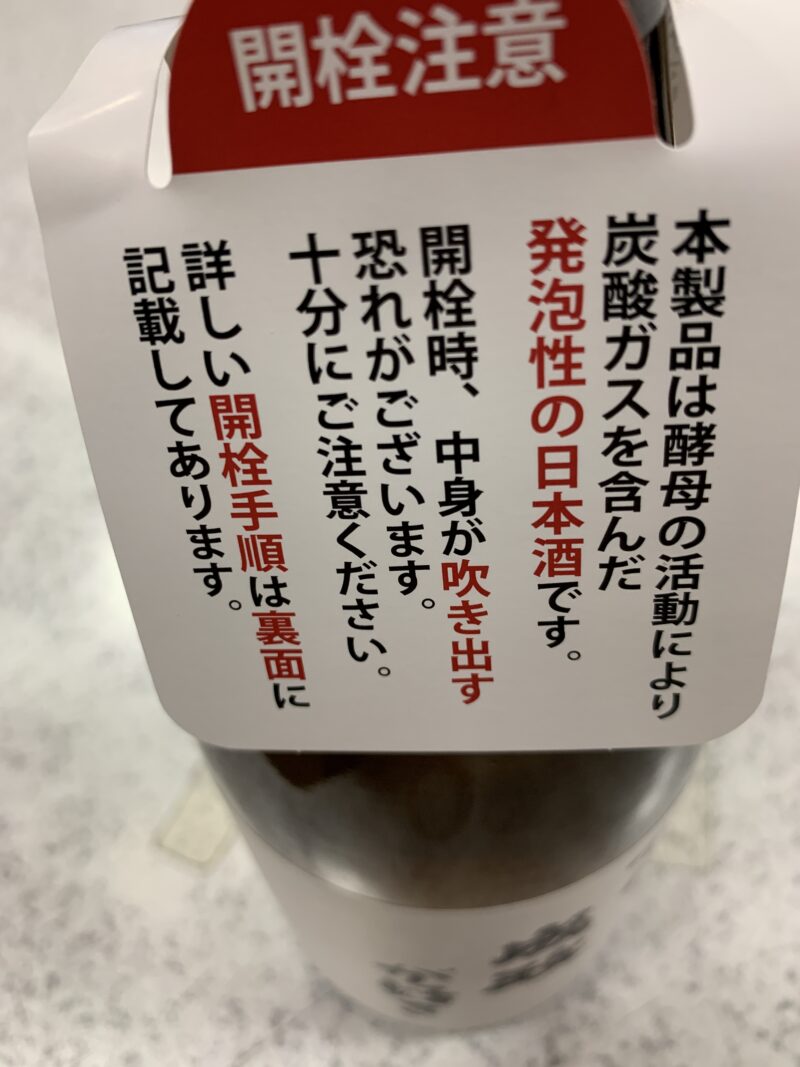 開栓注意
本製品は酵母の活動により
炭酸ガスを含んだ
発泡性の日本酒です。
開栓時、中身が吹き出す
恐れがございます。
十分にご注意ください。
詳しい開栓手順は裏面に
記載してあります。